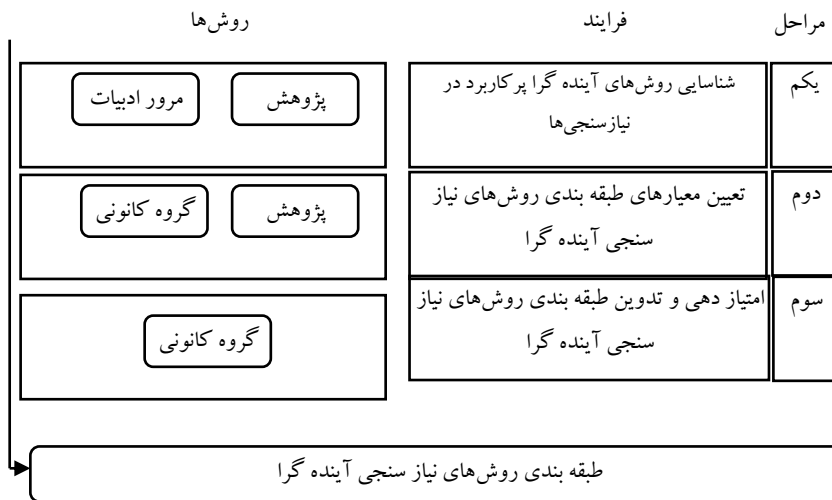 مراحل فرایند روش‌ها
یکم
شناسایی روش‌های آینده گرا پرکاربرد در
نیازسنجی‌ها
پژوهش
مرور ادبیات
دوم
تعیین معیارهای طبقه بندی روش‌های نیاز
سنجی آینده گرا
پژوهش
گروه کانونی
سوم
امتیاز دهی و تدوین طبقه بندی روش‌های نیاز
سنجی آینده گرا
گروه کانونی
طبقه بندی روش‌های نیاز سنجی آینده گرا